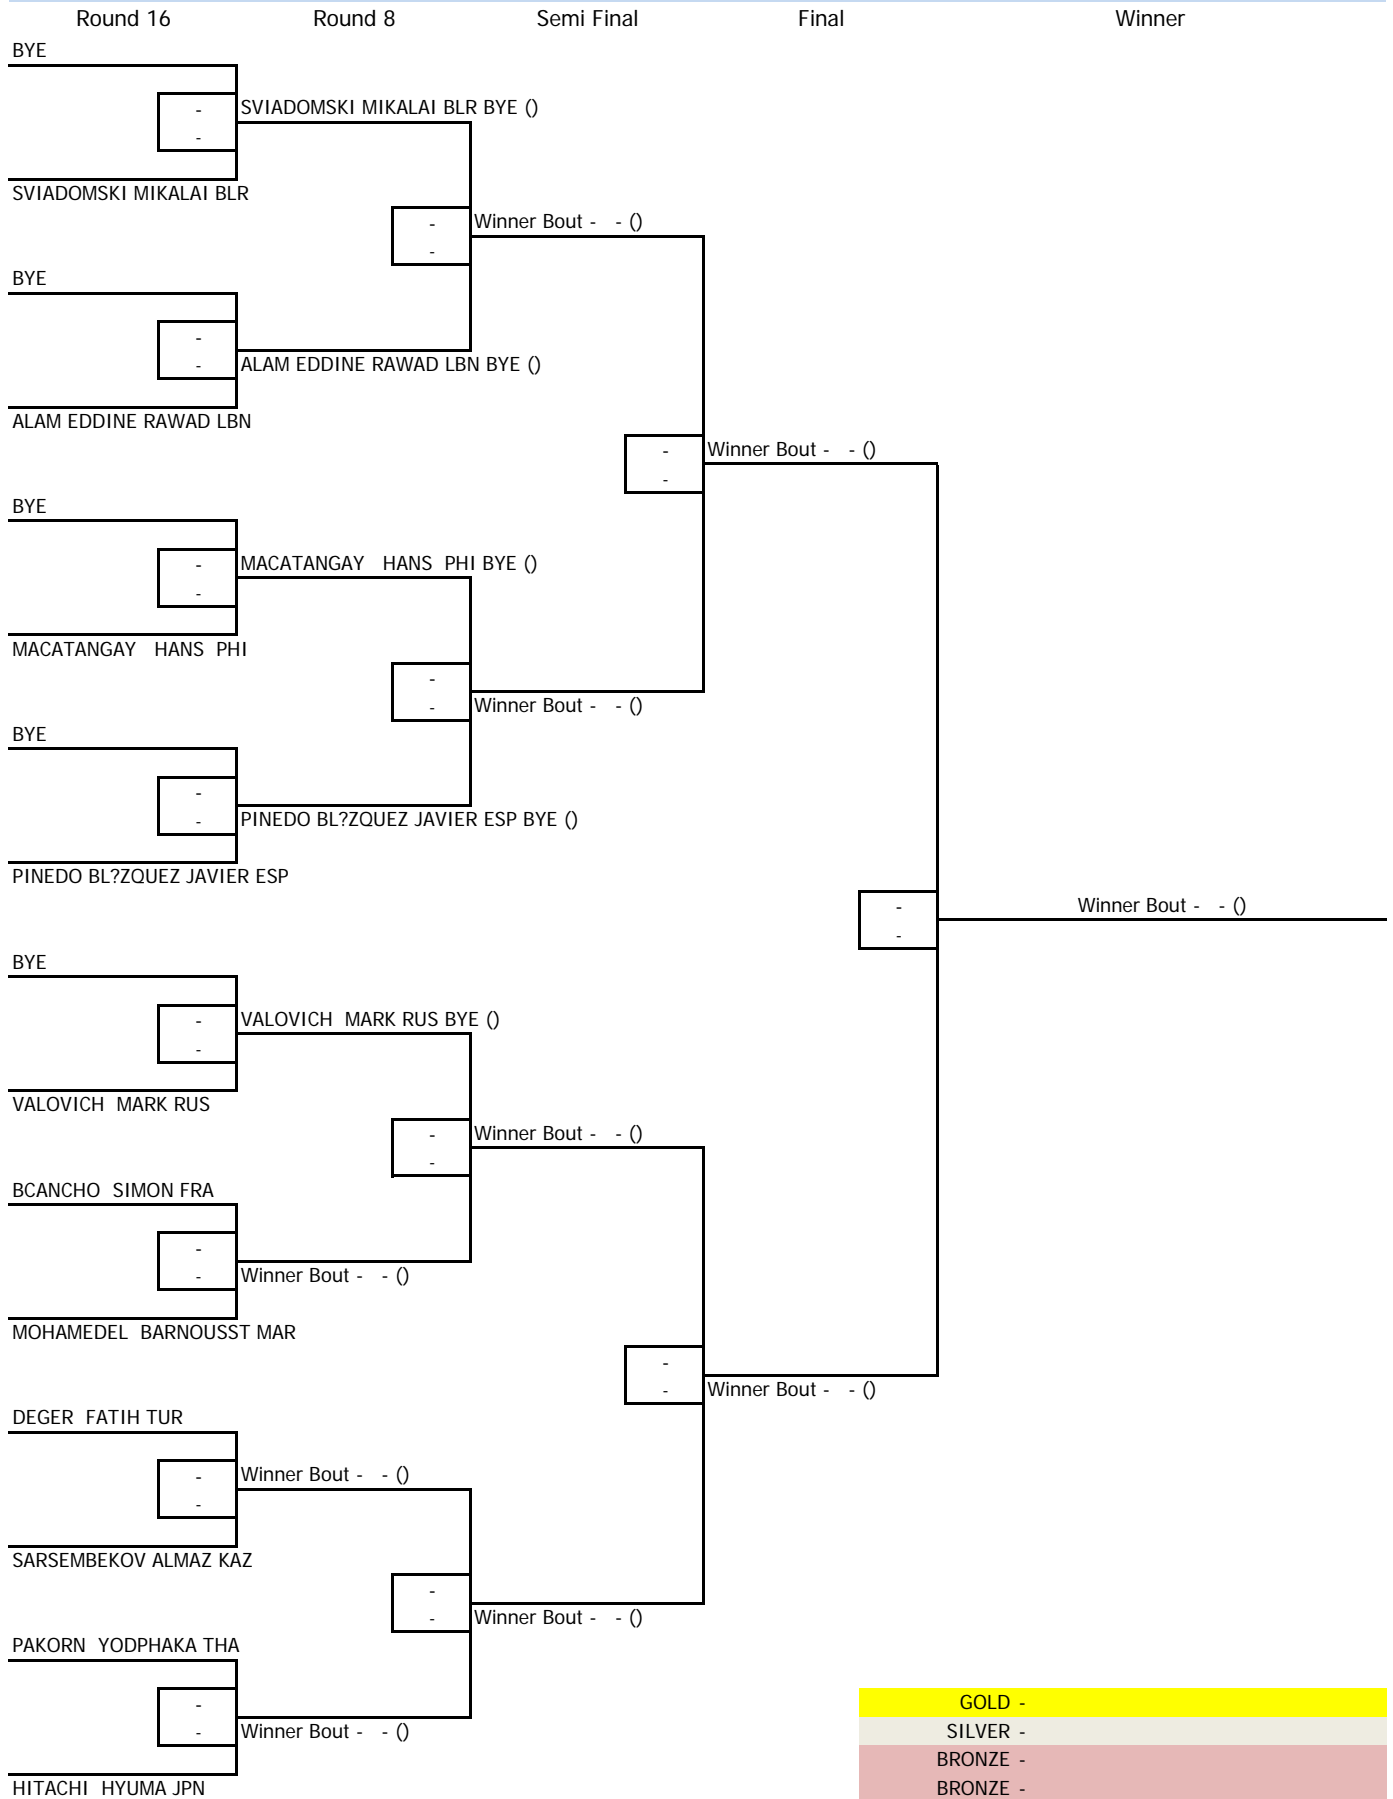 Round 16 Round 8 Semi Final Final Winner
BYE
- SVIADOMSKI MIKALAI BLR BYE ()
-
SVIADOMSKI MIKALAI BLR
- Winner Bout - - ()
-
BYE
-
- ALAM EDDINE RAWAD LBN BYE ()
ALAM EDDINE RAWAD LBN
- Winner Bout - - ()
-
BYE
- MACATANGAY HANS PHI BYE ()
-
MACATANGAY HANS PHI
-
- Winner Bout - - ()
BYE
-
- PINEDO BL?ZQUEZ JAVIER ESP BYE ()
PINEDO BL?ZQUEZ JAVIER ESP
- Winner Bout - - ()
-
BYE
- VALOVICH MARK RUS BYE ()
-
VALOVICH MARK RUS
- Winner Bout - - ()
-
BCANCHO SIMON FRA
-
- Winner Bout - - ()
MOHAMEDEL BARNOUSST MAR
-
- Winner Bout - - ()
DEGER FATIH TUR
- Winner Bout - - ()
-
SARSEMBEKOV ALMAZ KAZ
-
- Winner Bout - - ()
PAKORN YODPHAKA THA
-
- Winner Bout - - ()
HITACHI HYUMA JPN
GOLD -
SILVER -
BRONZE -
BRONZE -